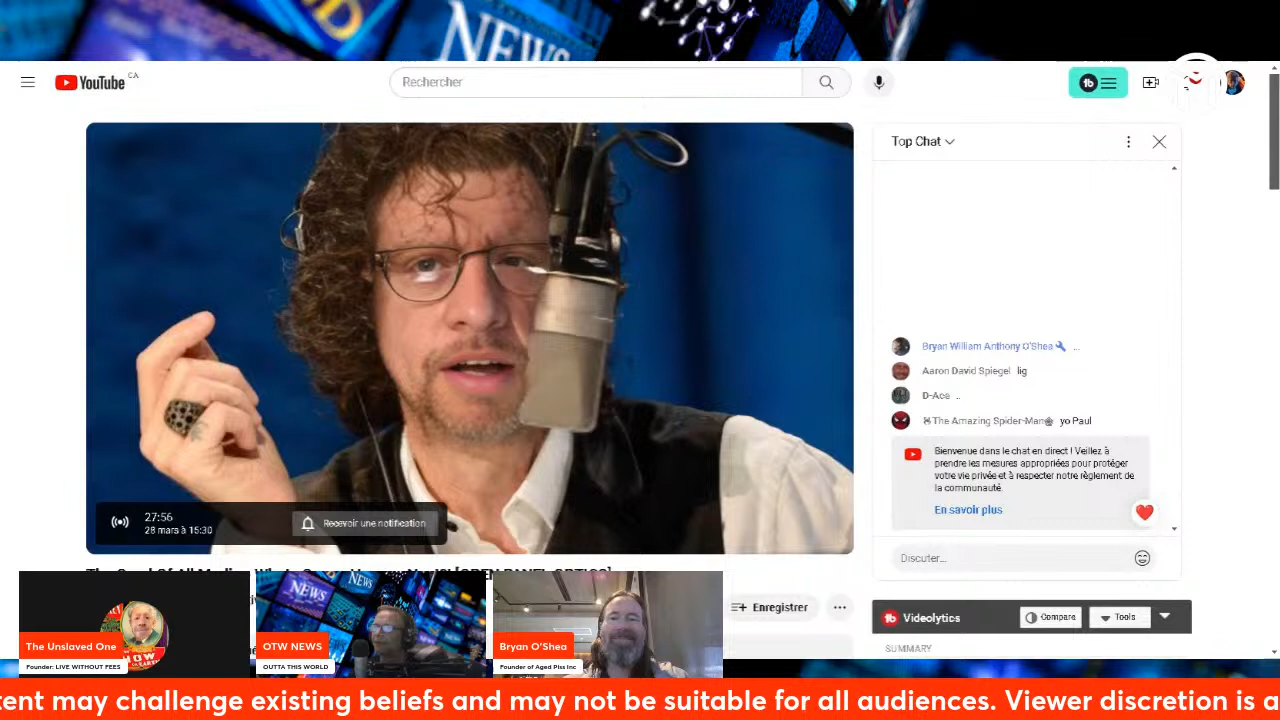 NEWS
NEWS
YouTube CA
Rechercher
Top Chat
Bryan William Anthony O'Shea ...
Aaron David Spiegel lig
D-Ace ..
The Amazing Spider-Man yo Paul
Bienvenue dans le chat en direct ! Veillez à
prendre les mesures appropriées pour protéger
votre vie privée et à respecter notre règlement de
la communauté.
En savoir plus
Discuter...
27:56
28 mars à 15:30
Recevoir une notification
Enregistrer
Videolytics
Compare
Tools
SUMMARY
The Unslaved One
Founder: LIVE WITHOUT FEES
NEWS
NEWS
OTW NEWS
OUTTA THIS WORLD
Bryan O'Shea
Founder of Aged Piss Inc
tent may challenge existing beliefs and may not be suitable for all audiences. Viewer discretion is a